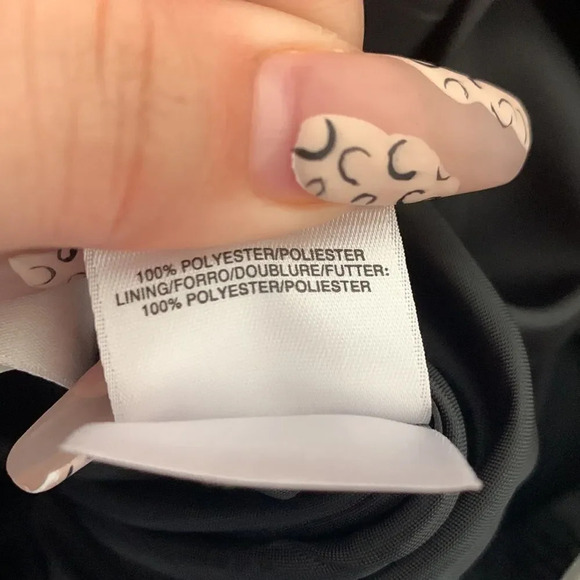 100% POLYESTER/POLIESTER
LINING/FORRO/DOUBLURE/FUTTER:
100% POLYESTER/POLIESTER